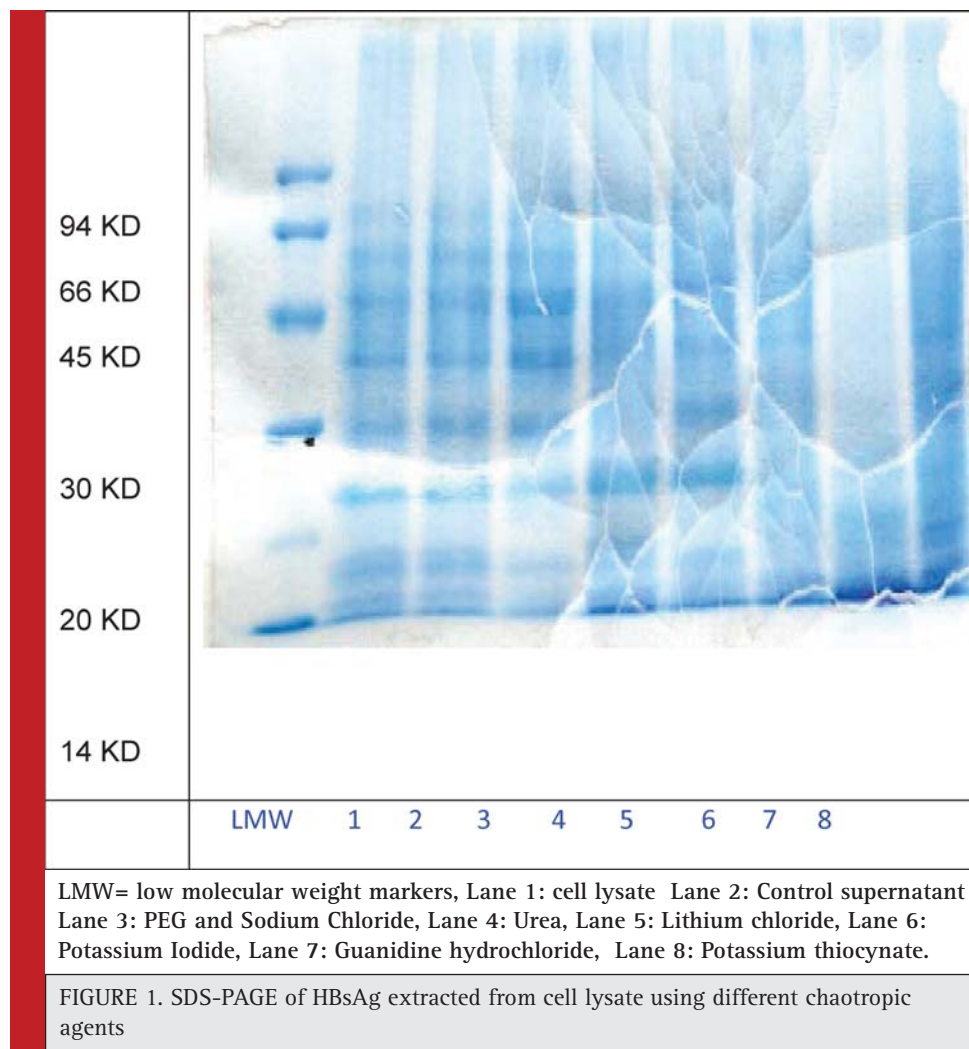 94 KD
66 KD
45 KD
30 KD
20 KD
14 KD
LMW 1 2 3 4 5 6 7 8
LMW= low molecular weight markers, Lane 1: cell lysate Lane 2: Control supernatant
Lane 3: PEG and Sodium Chloride, Lane 4: Urea, Lane 5: Lithium chloride, Lane 6:
Potassium Iodide, Lane 7: Guanidine hydrochloride, Lane 8: Potassium thiocynate.
FIGURE 1. SDS-PAGE of HBsAg extracted from cell lysate using different chaotropic
agents